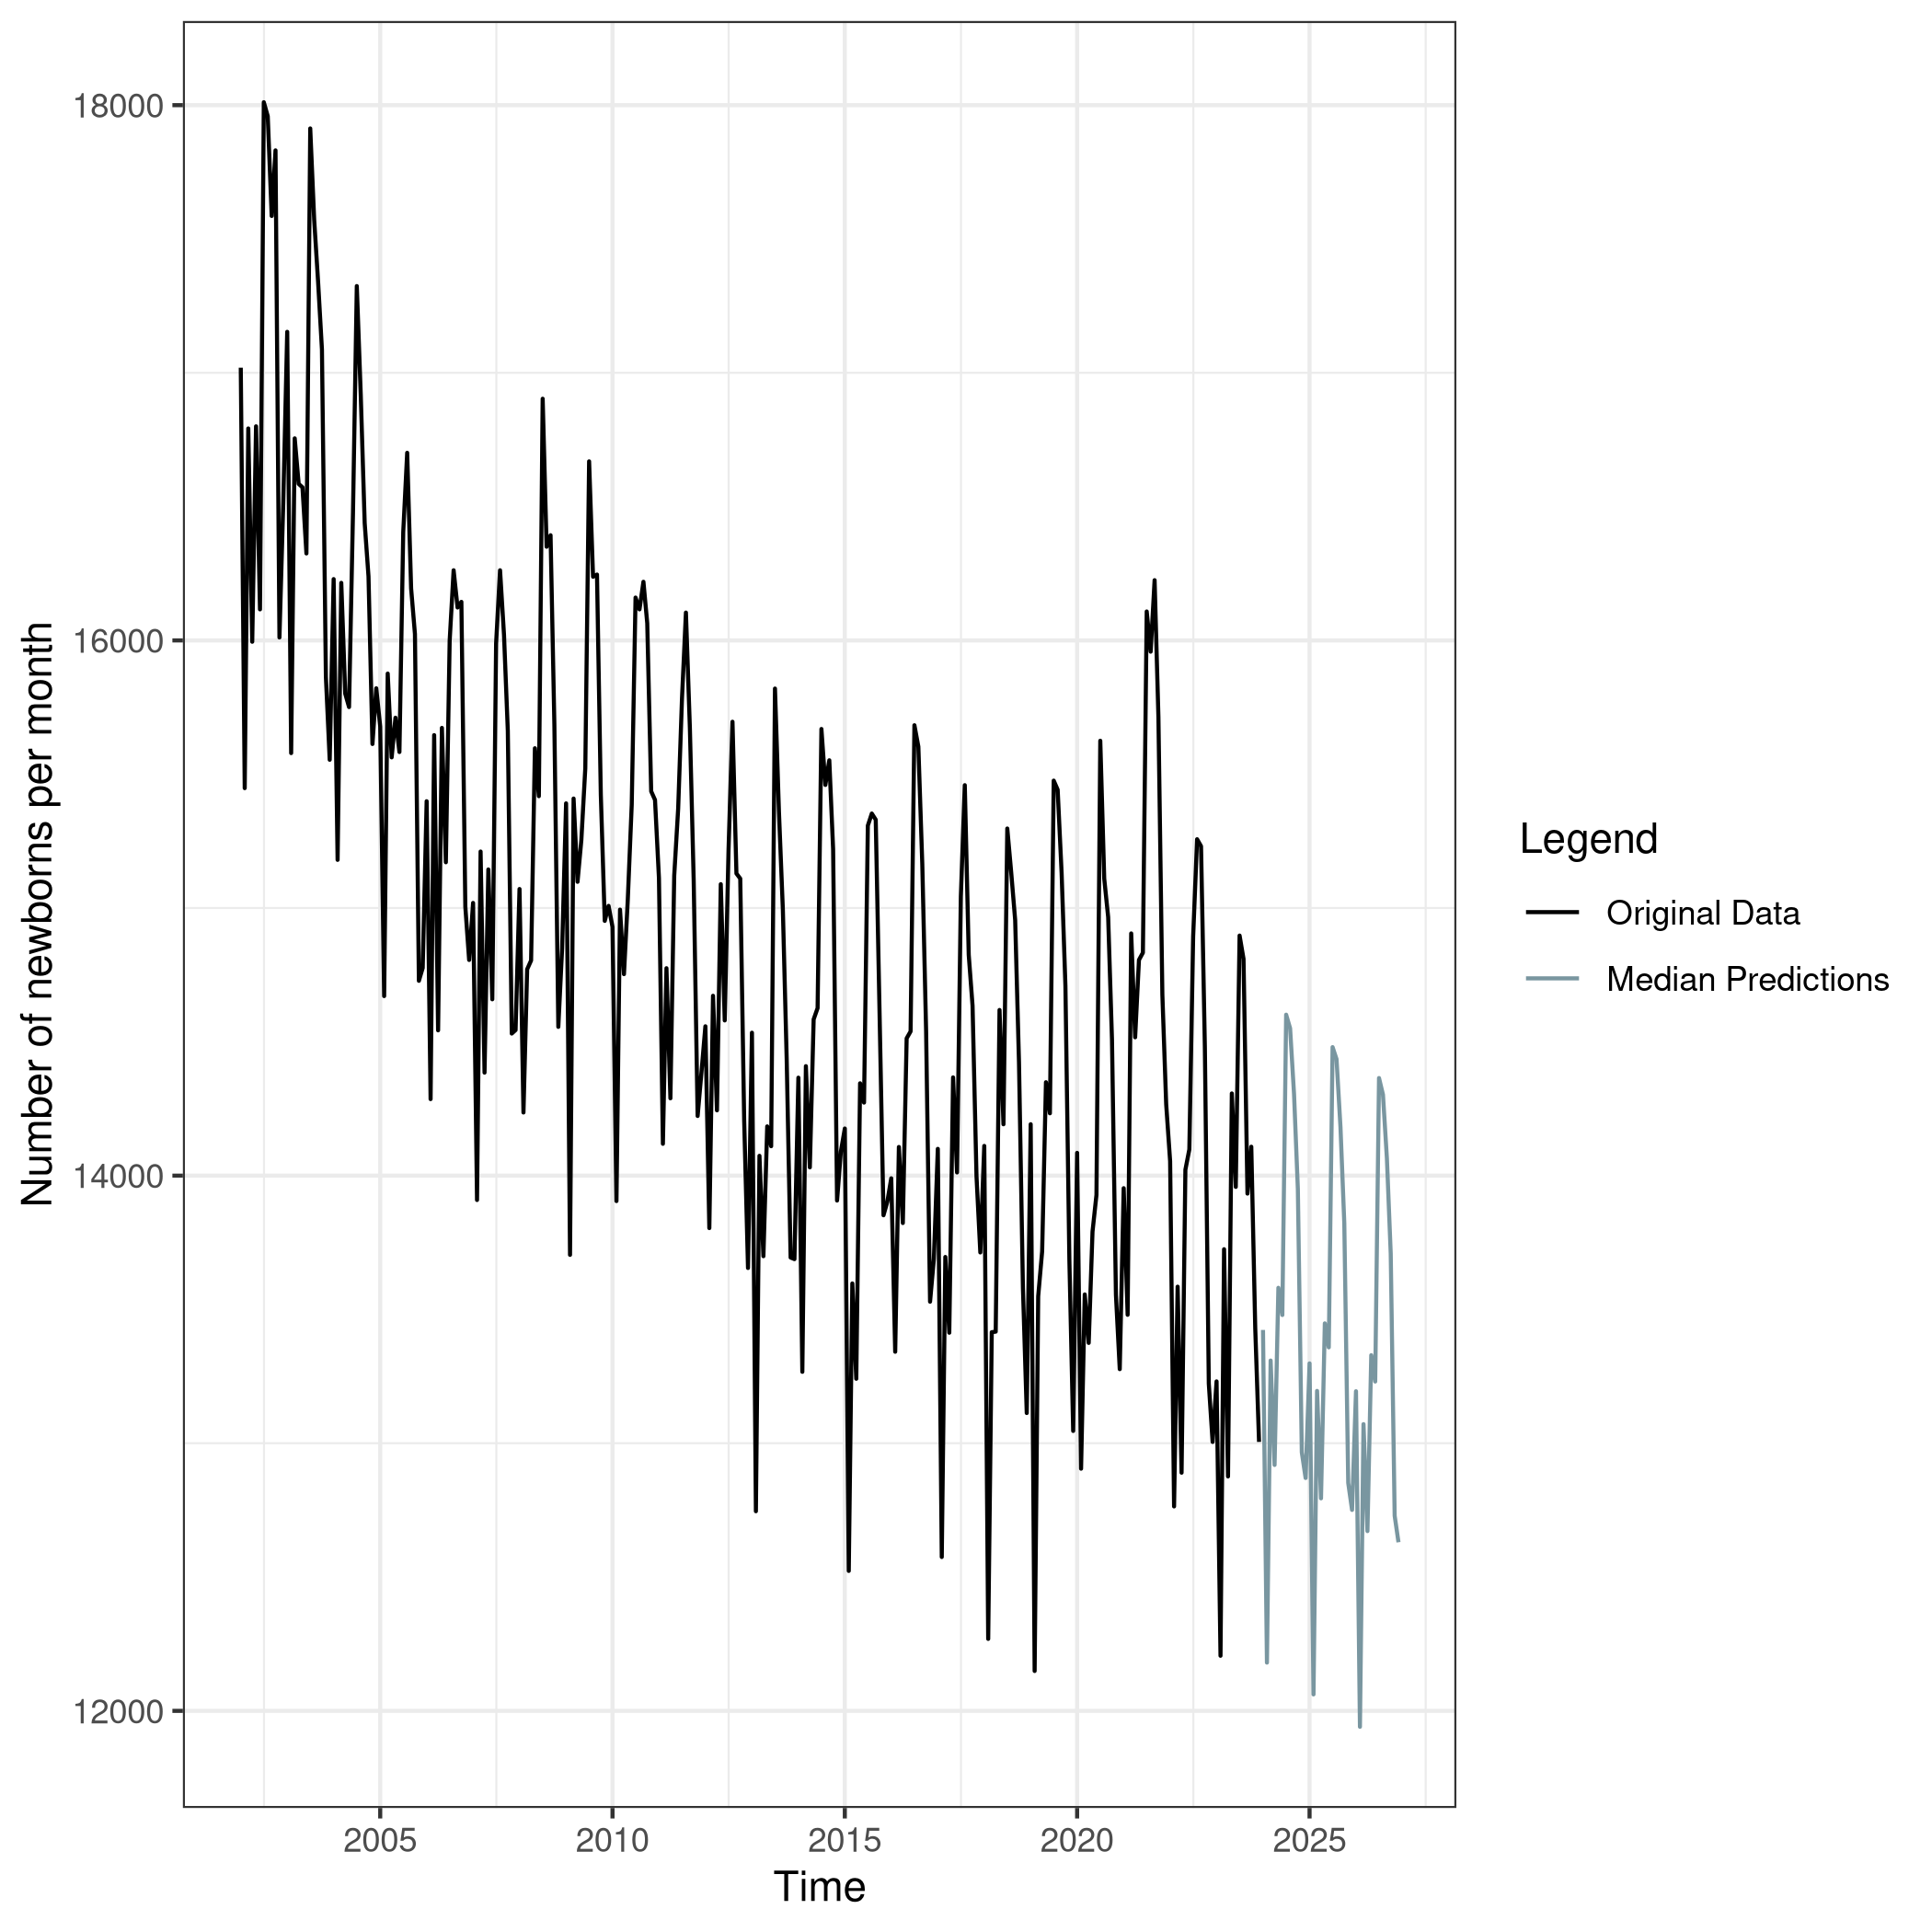 Number of newborns per month
18000
16000
14000
12000
2005
2010
2015
2020
2025
Time
Legend
Original Data
Median Predictions